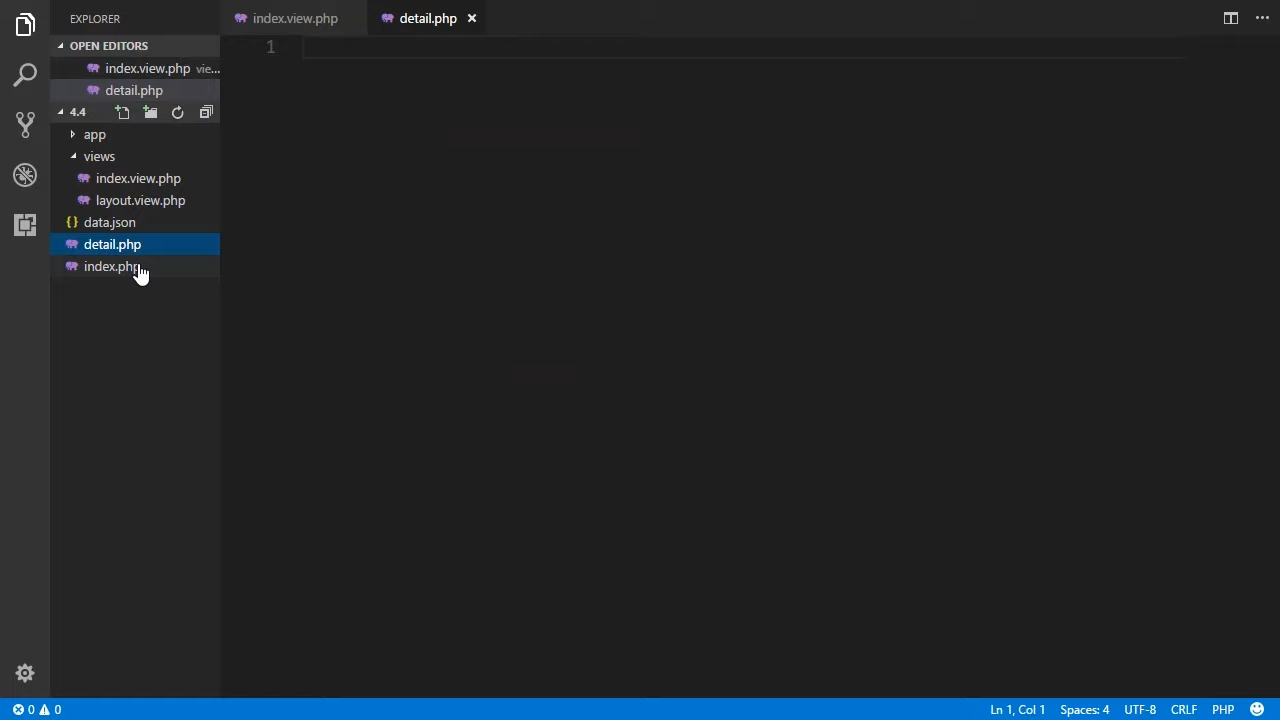 EXPLORER
OPEN EDITORS
index.view.php vie...
detail.php
4.4
app
views
index.view.php
layout.view.php
data.json
detail.php
index.php
index.view.php
detail.php
1
0 0
Ln 1, Col 1 Spaces: 4 UTF-8 CRLF PHP